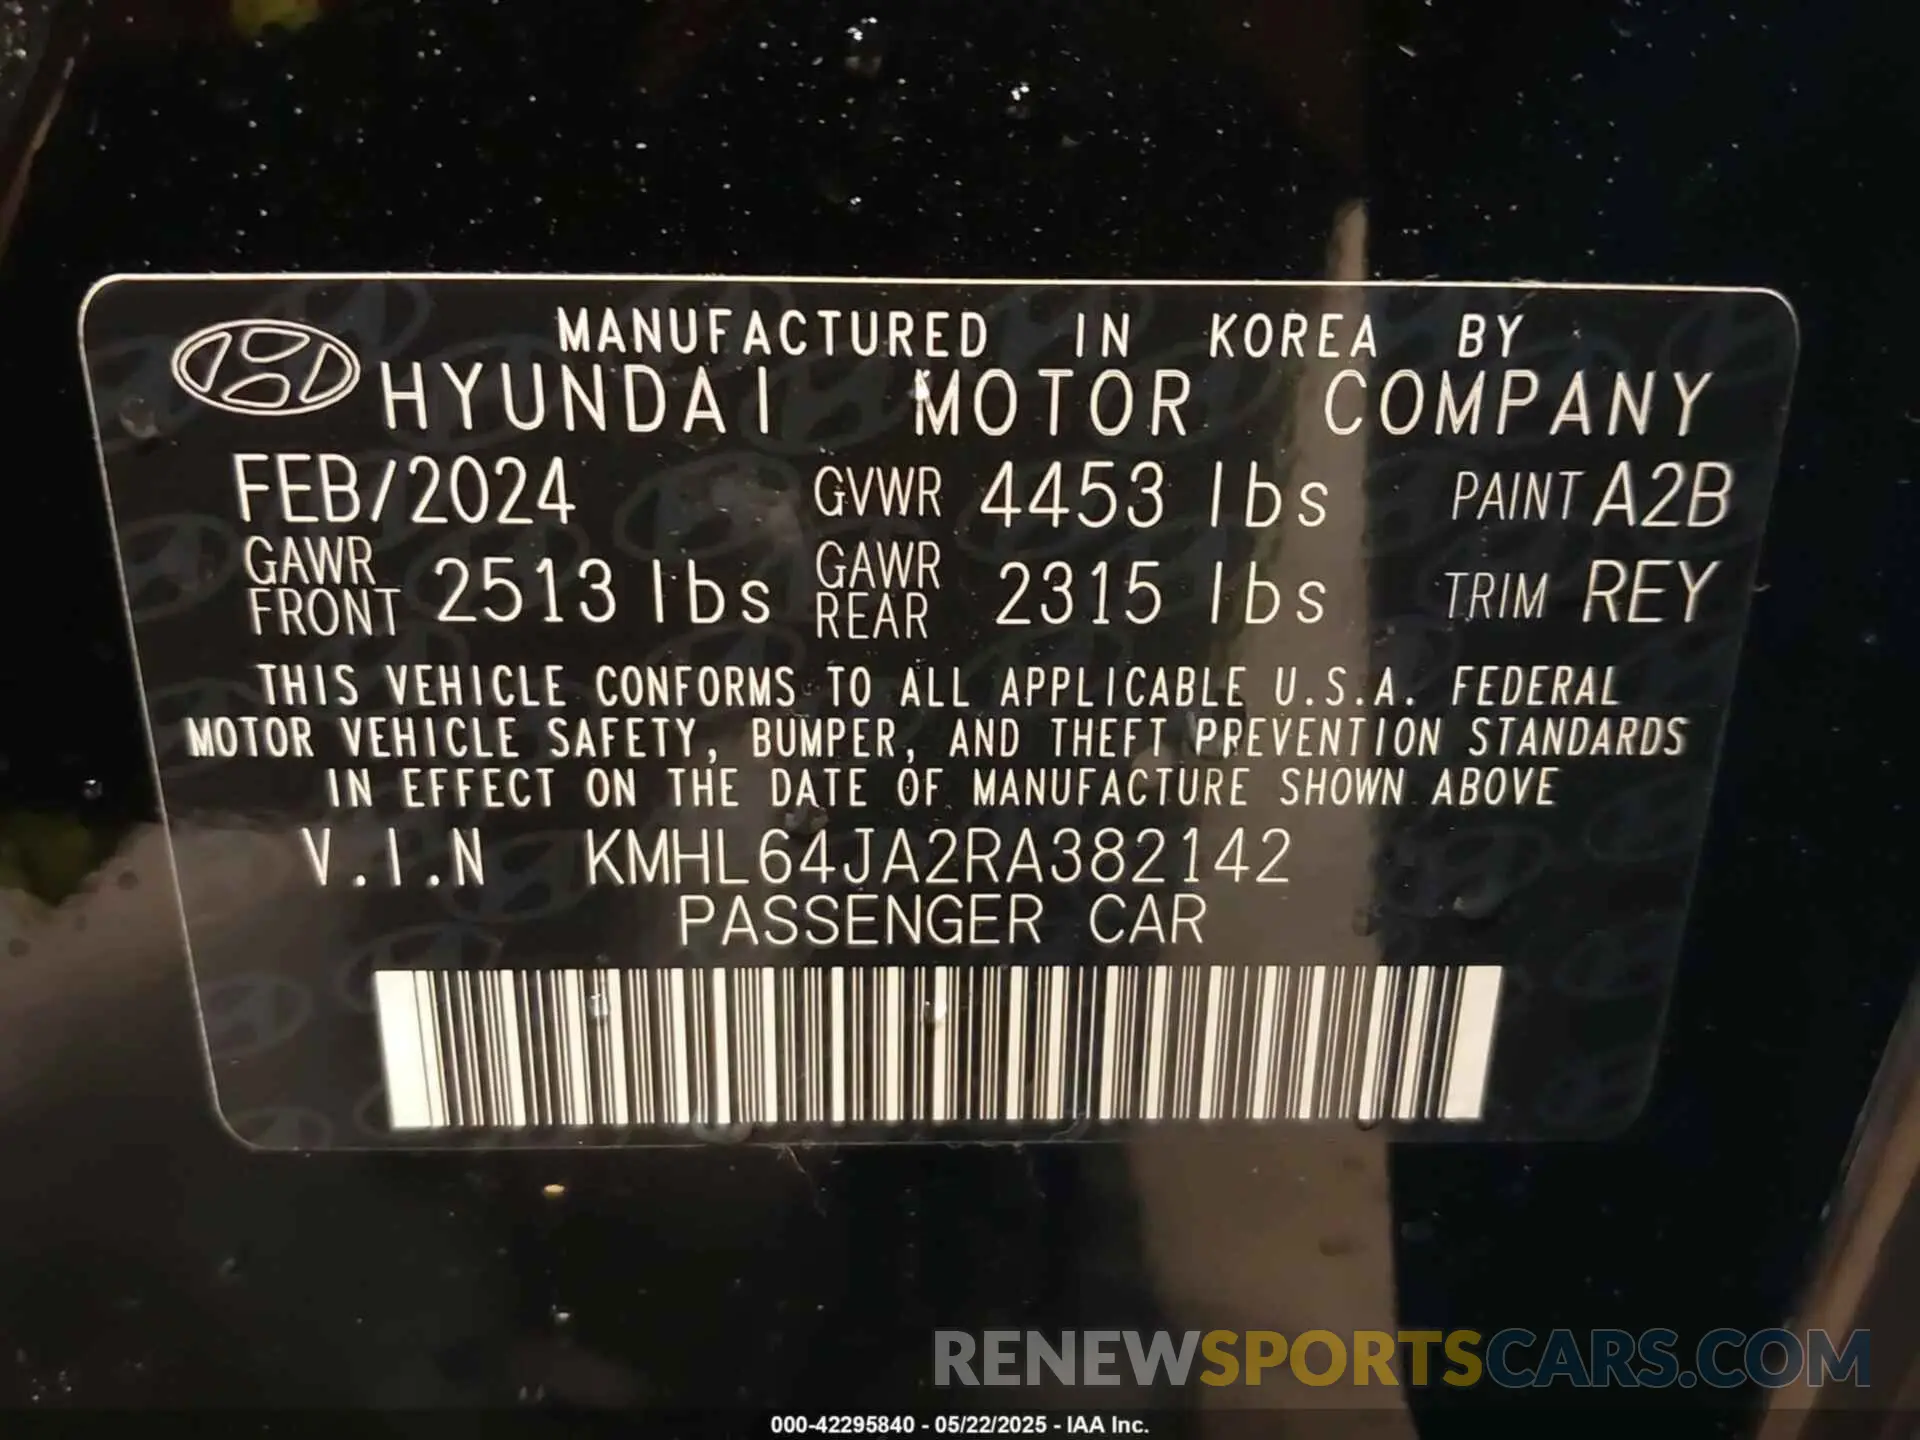 MANUFACTURED IN KOREA BY
HYUNDAI MOTOR COMPANY
FEB/2024 GVWR 4453 lbs PAINT A2B
GAWR FRONT 2513 lbs GAWR REAR 2315 lbs TRIM REY
THIS VEHICLE CONFORMS TO ALL APPLICABLE U.S.A. FEDERAL
MOTOR VEHICLE SAFETY, BUMPER, AND THEFT PREVENTION STANDARDS
IN EFFECT ON THE DATE OF MANUFACTURE SHOWN ABOVE
V.I.N KMHL64JA2RA382142
PASSENGER CAR
RENEWSPORTSCARS.COM
000-42295840 - 05/22/2025 - IAA Inc.